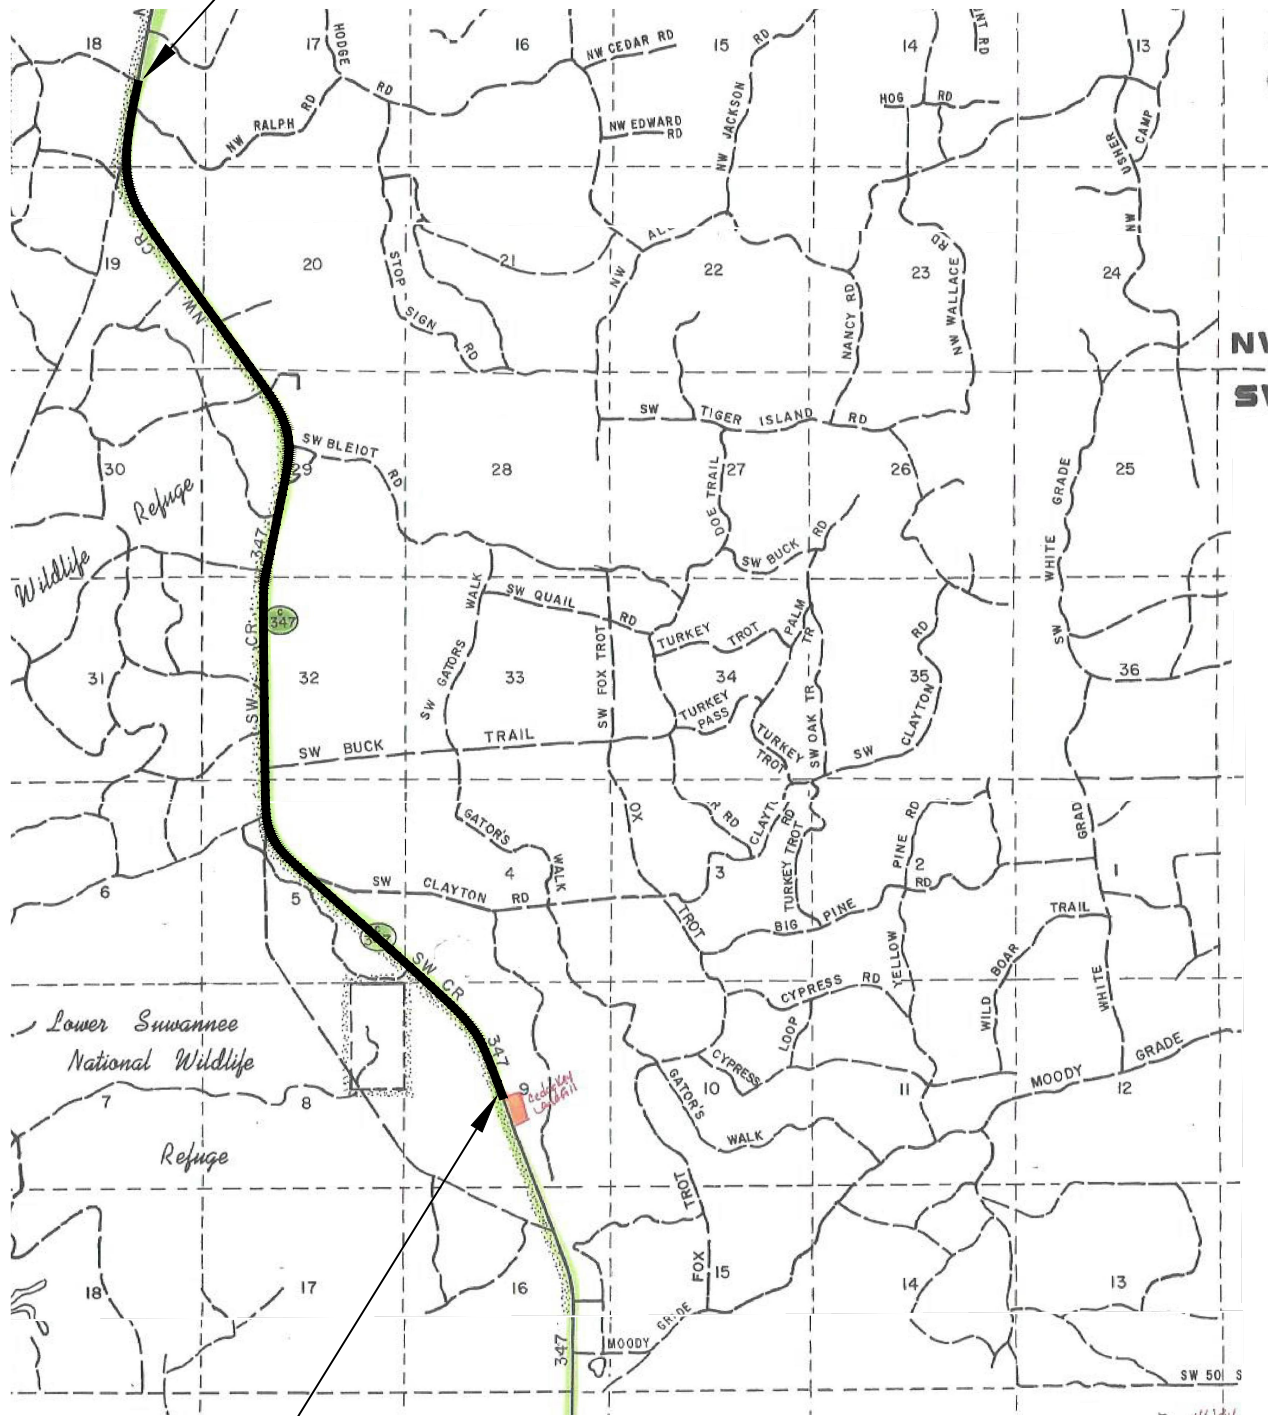 18
17
16
15
14
13
HODGE
RD
NW CEDAR RD
RD
NT RD
NW RALPH RD
NW EDWARD RD
NW JACKSON
HOG RD
USHER
CAMP
NW
19
20
21
22
23
24
CR
NW
STOP SIGN RD
NW
NANCY RD
RD
NW WALLACE
SW TIGER ISLAND RD
30
29
28
27
26
25
SW BLEIOT RD
Refuge
Wildlife
347
DOE TRAIL
SW BUCK RD
SW WHITE GRADE
C
347
SW CR
SW GATORS WALK
SW QUAIL RD
SW FOX TROT
TURKEY TROT
PALM TR
31
32
33
34
35
36
TURKEY PASS
TURKEY TROT
SW OAK TR
SW CLAYTON RD
SW BUCK TRAIL
GATOR'S WALK
RD
TURKEY TROT
PINE RD
GRAD
6
5
4
3
2
1
SW CLAYTON RD
TROT
BIG PINE RD
YELLOW
WILD BOAR TRAIL
WHITE
SW CR
347
CYPRESS RD
LOOP
CYPRESS
Lower Suwannee
National Wildlife
Refuge
7
8
9
10
11
12
MOODY GRADE
GATOR'S WALK
TROT
FOX
18
17
16
15
14
13
347
MOODY
SW 50 S